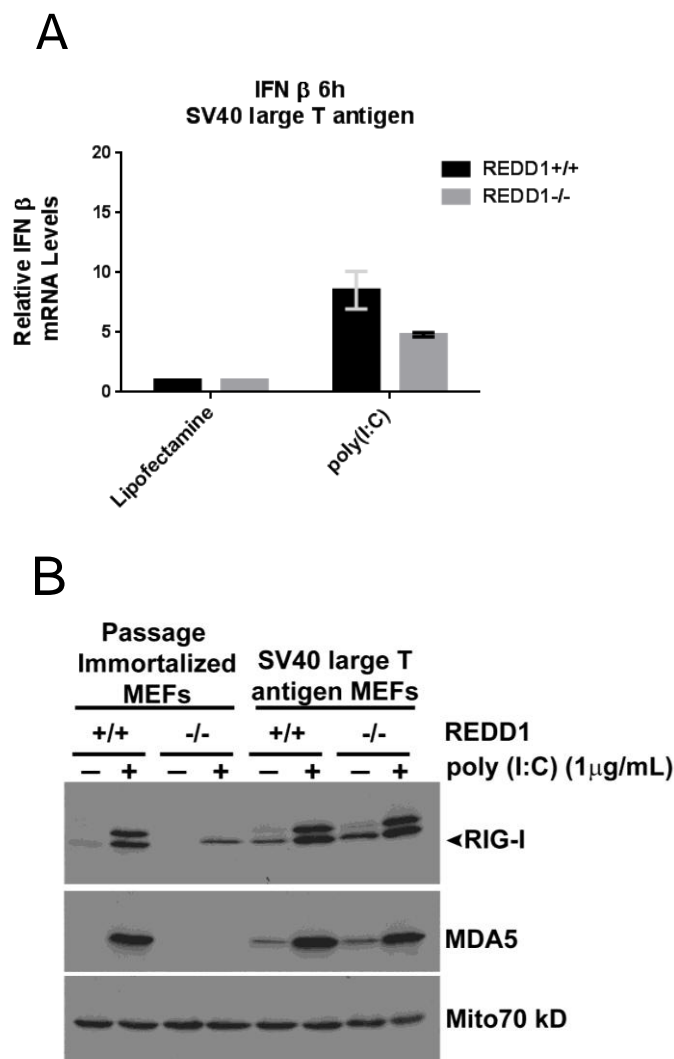 A
IFN β 6h
SV40 large T antigen
Relative IFN β
mRNA Levels
20
15
10
5
0
REDD1+/+
REDD1-/-
Lipofectamine
poly(I:C)
B
Passage
Immortalized
MEFs
SV40 large T
antigen MEFs
+/+ -/- +/+ -/- REDD1
– + – + – + – + poly (I:C) (1µg/mL)
RIG-I
MDA5
Mito70 kD